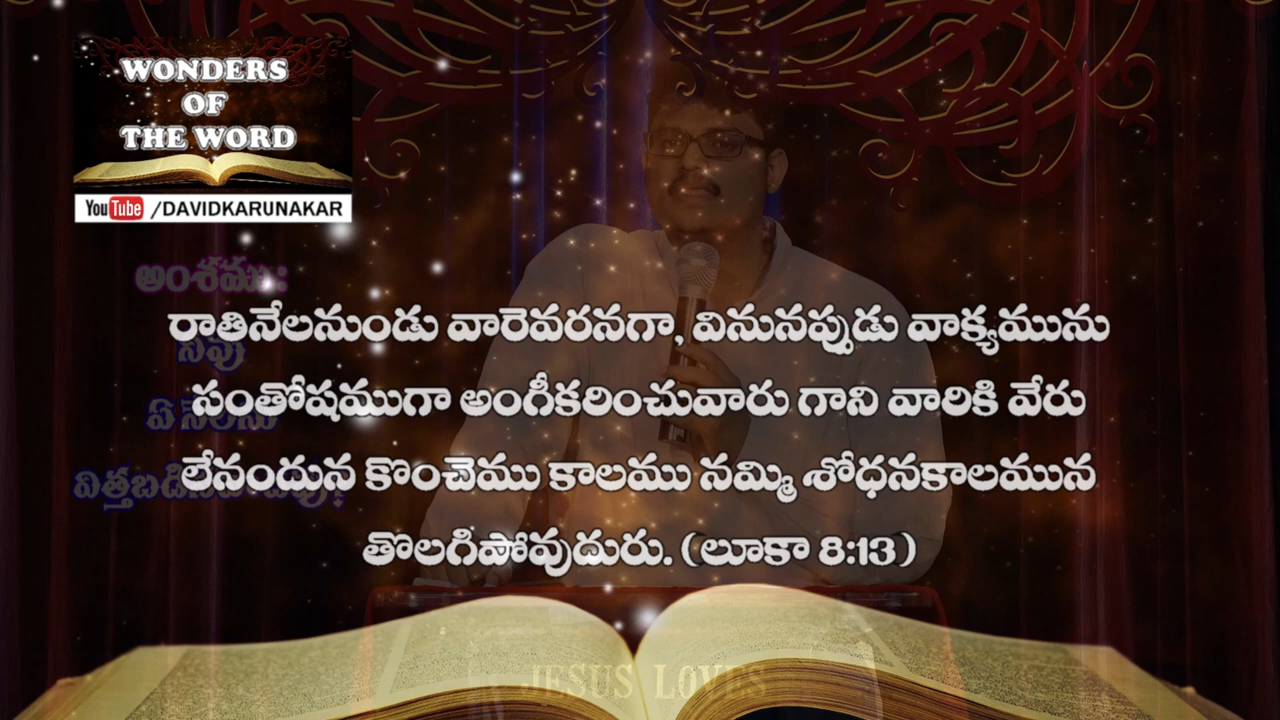 WONDERS
OF
THE WORD
YouTube /DAVIDKARUNAKAR
అంశము:
రాతినేలనుండు వారెవరనగా, వినునప్పుడు వాక్యమును
నీవు
సంతోషముగా అంగీకరించువారు గాని వారికి వేరు
ఏ నేలను
లేనందున కొంచెము కాలము నమ్మి శోధనకాలమున
తొలగిపోవుదురు. (లూకా 8:13)
JESUS LOVES